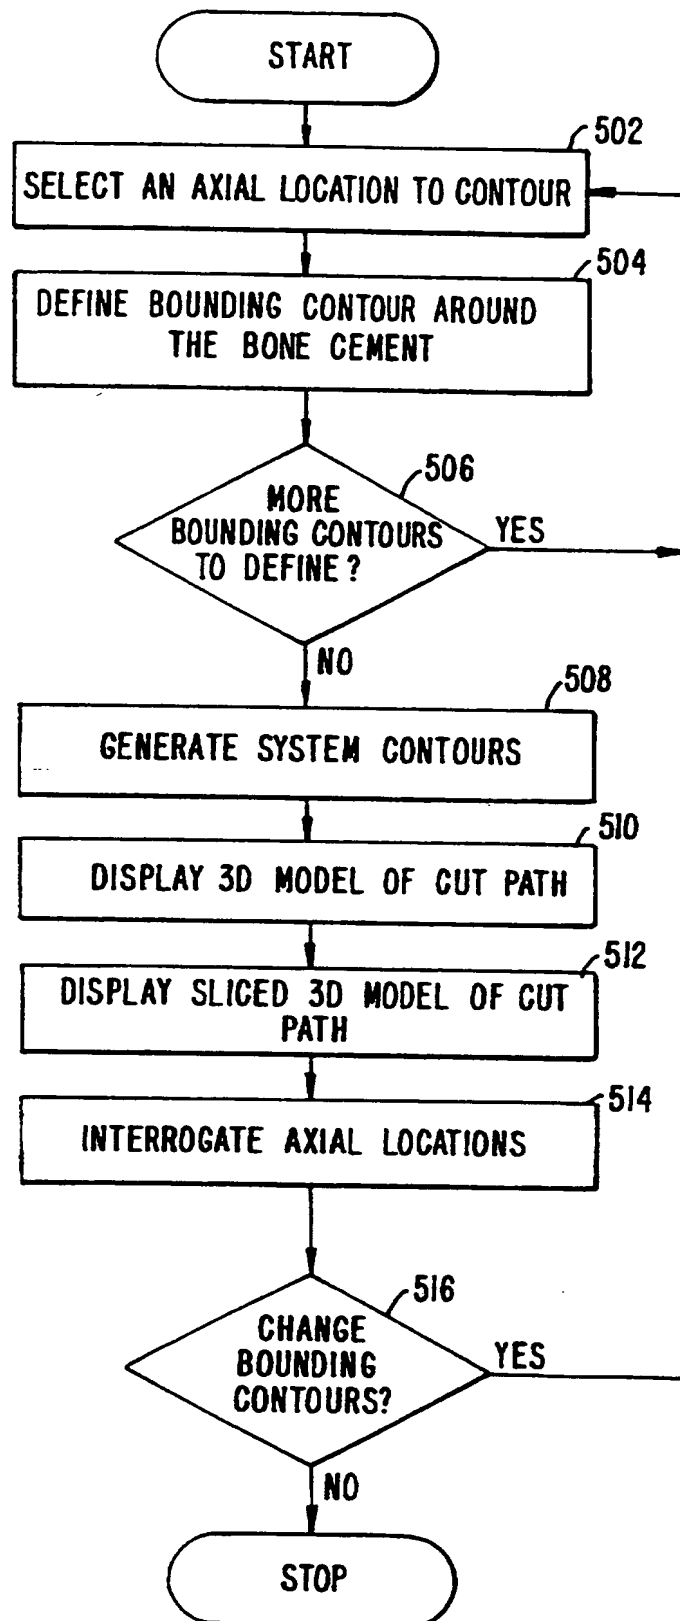 START
502
SELECT AN AXIAL LOCATION TO CONTOUR
504
DEFINE BOUNDING CONTOUR AROUND
THE BONE CEMENT
506
MORE
BOUNDING CONTOURS
TO DEFINE?
YES
NO
508
GENERATE SYSTEM CONTOURS
510
DISPLAY 3D MODEL OF CUT PATH
512
DISPLAY SLICED 3D MODEL OF CUT
PATH
514
INTERROGATE AXIAL LOCATIONS
516
CHANGE
BOUNDING
CONTOURS?
YES
NO
STOP